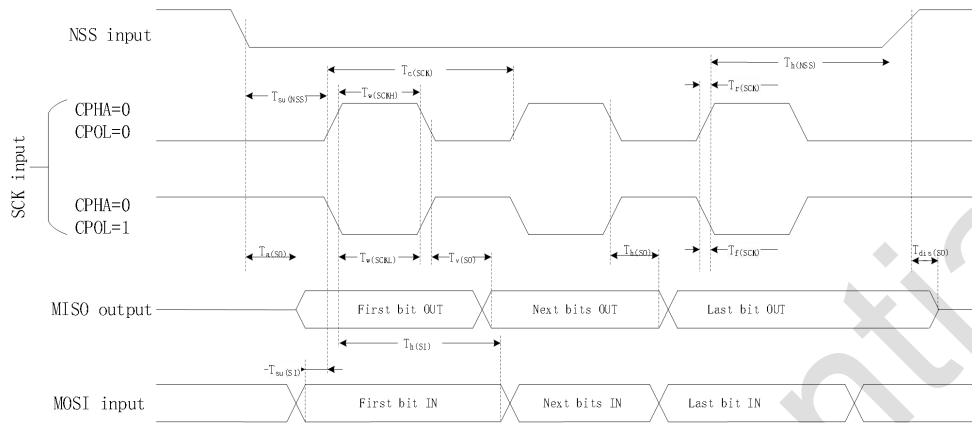 NSS input
Tc(SCK)
Th(NSS)
Tsu(NSS)
Tw(SCKH)
Tr(SCK)
CPHA=0
CPOL=0
SCK input
CPHA=0
CPOL=1
Ta(SO)
Tw(SCKL)
Tv(SO)
Th(SO)
Tf(SCK)
Tdis(SO)
MISO output
First bit OUT
Next bits OUT
Last bit OUT
Th(SI)
Tsu(SI)
MOSI input
First bit IN
Next bits IN
Last bit IN